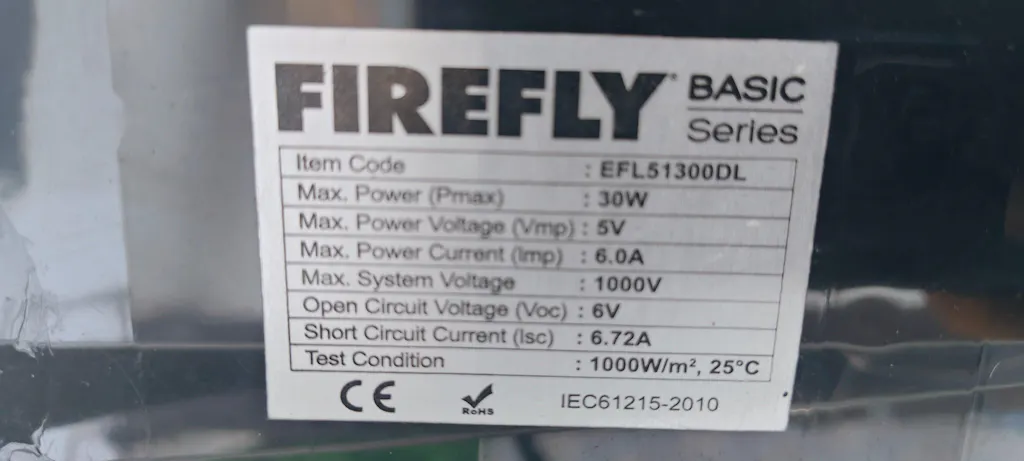 FIREFLY BASIC
Series
Item Code : EFL51300DL
Max. Power (Pmax) : 30W
Max. Power Voltage (Vmp) : 5V
Max. Power Current (Imp) : 6.0A
Max. System Voltage : 1000V
Open Circuit Voltage (Voc) : 6V
Short Circuit Current (Isc) : 6.72A
Test Condition : 1000W/m², 25°C
CE RoHS IEC61215-2010